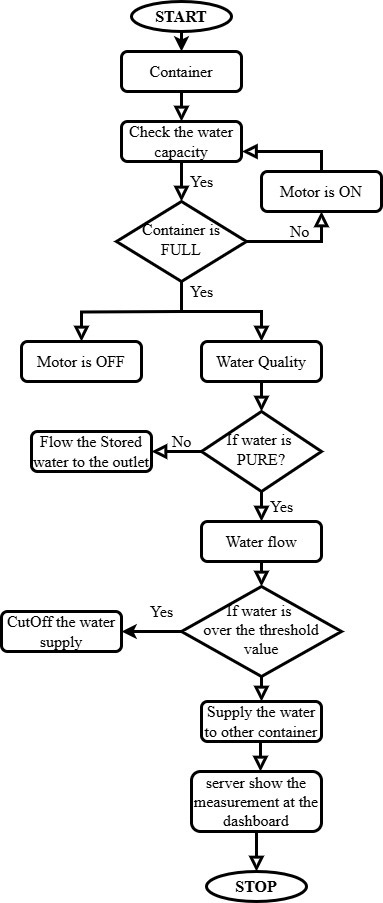 START
Container
Check the water
capacity
Yes
Motor is ON
Container is
FULL
No
Yes
Motor is OFF
Water Quality
If water is
PURE?
No
Flow the Stored
water to the outlet
Yes
Water flow
If water is
over the threshold
value
Yes
CutOff the water
supply
Supply the water
to other container
server show the
measurement at the
dashboard
STOP